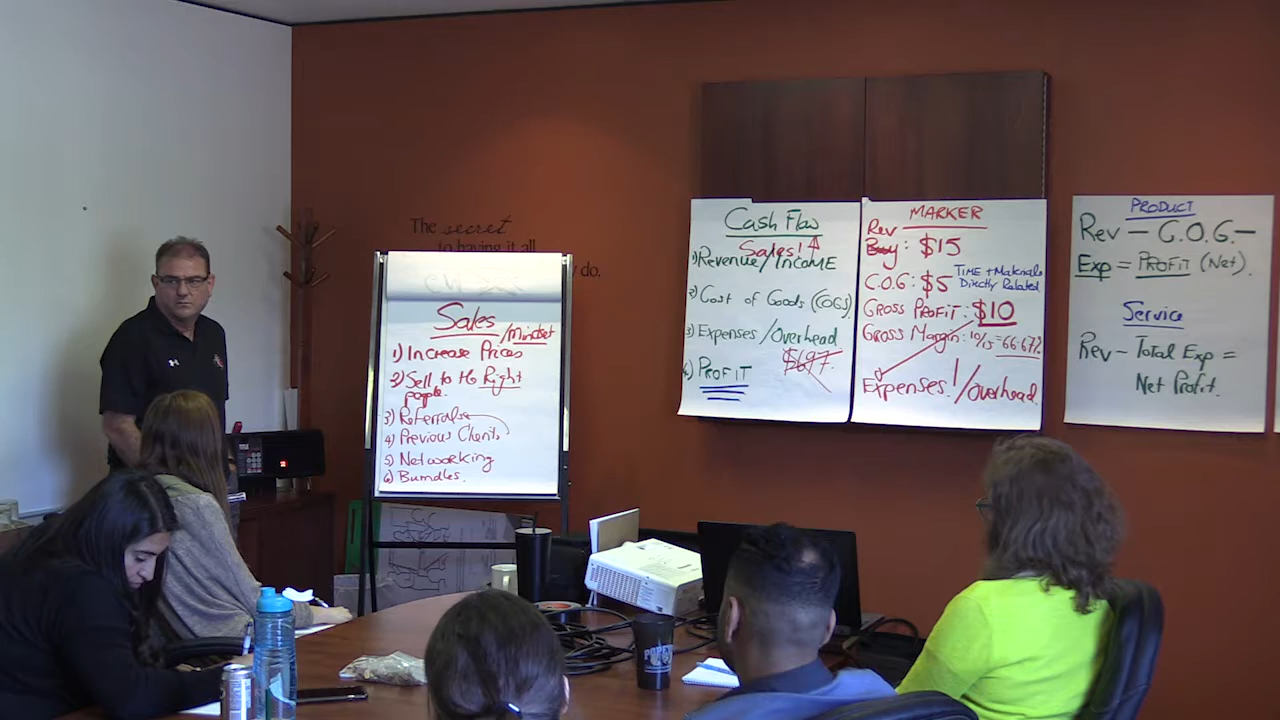 The secret
to having it all
do.
Sales
/Mindset
1) Increase Prices
2) Sell to the Right
people.
3) Referrals
4) Previous Clients
5) Networking
6) Bundles.
Cash Flow
Sales!
1) Revenue/Income
2) Cost of Goods (COGS)
3) Expenses/Overhead
$697
4) PROFIT
MARKER
Rev
Buy: $15
C.O.G: $5 TIME + Materials
Directly Related
GROSS PROFIT: $10
GROSS Margin: 10/15 = 66.67%
Expenses!/Overhead.
PRODUCT
Rev - C.O.G. -
Exp = PROFIT (Net).
Service
Rev - Total Exp =
Net Profit.